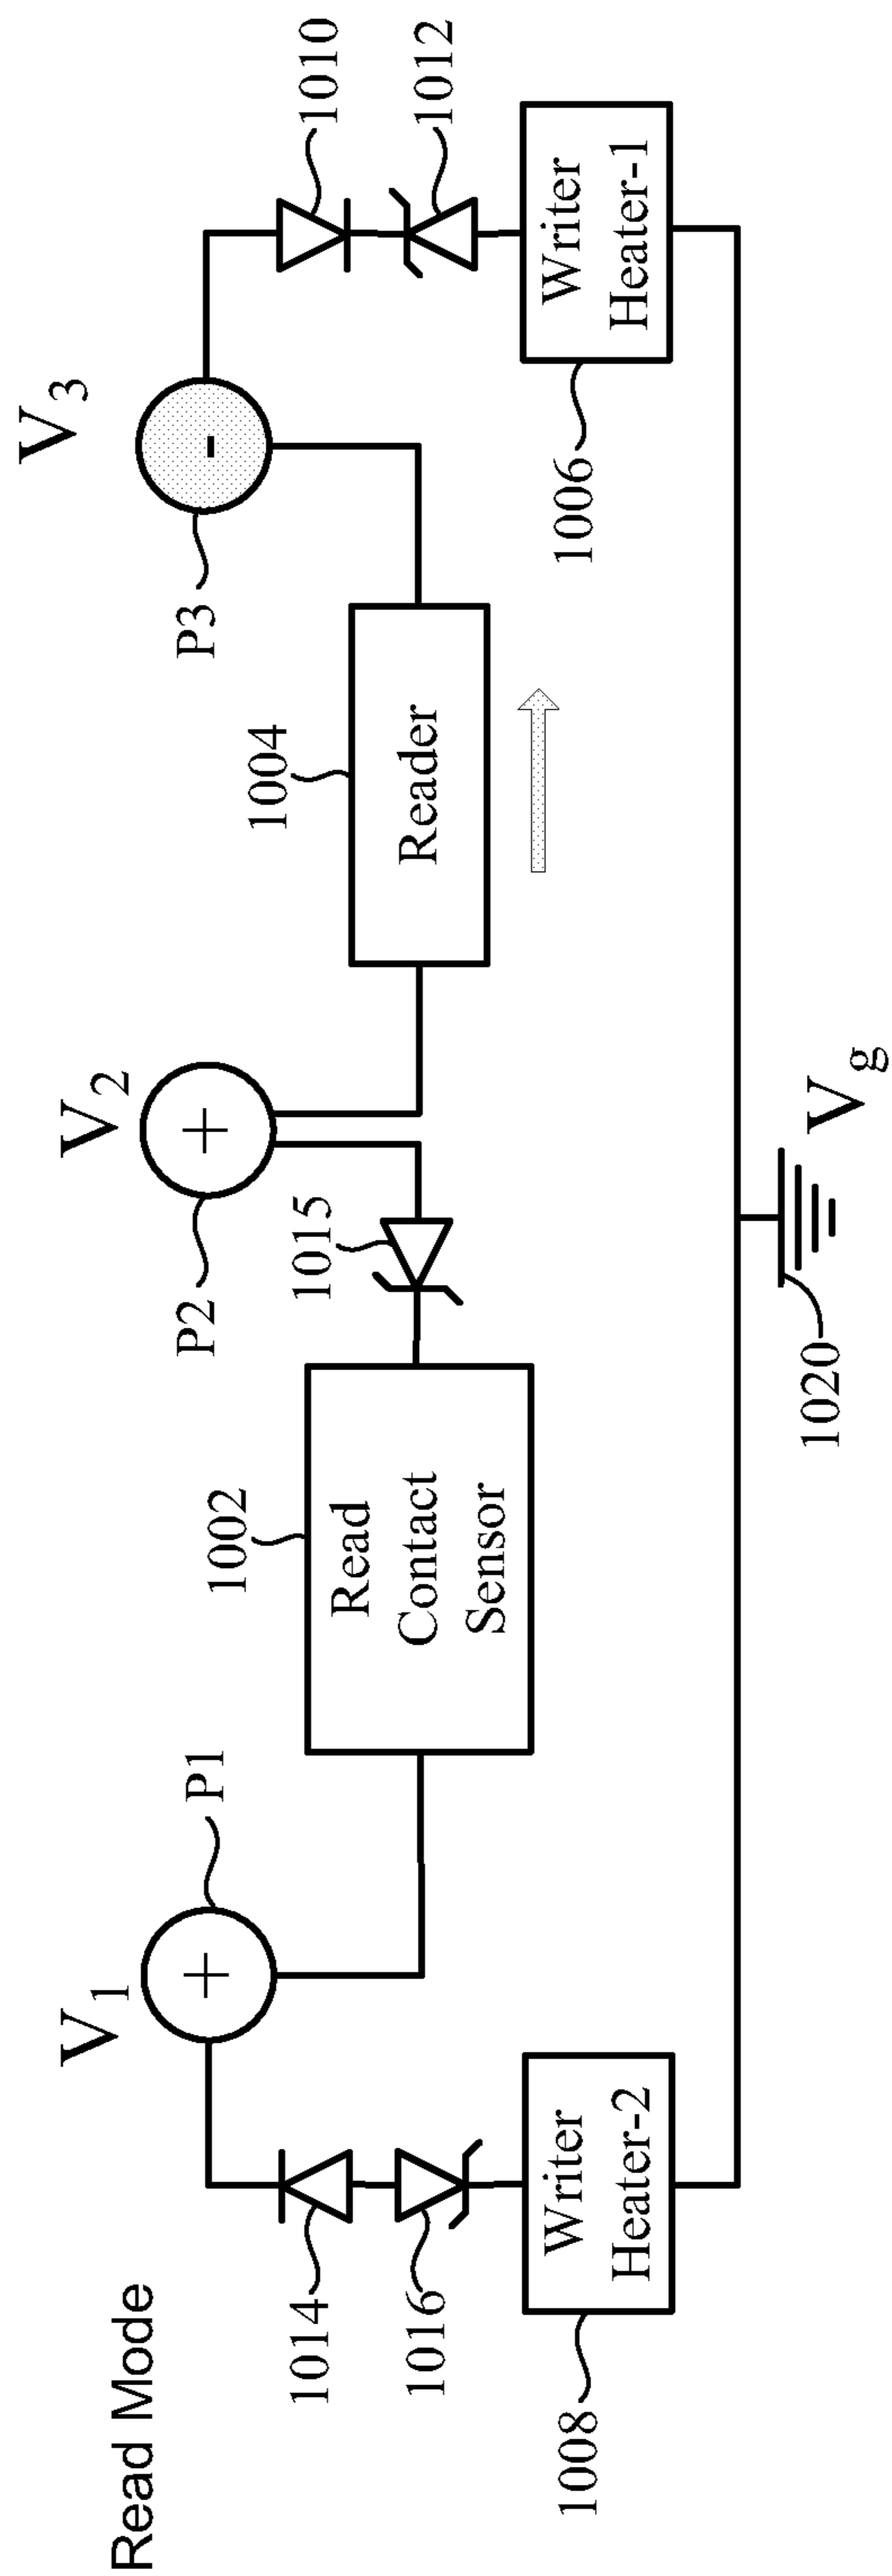 Read Mode
V1
V2
V3
P1
P2
P3
1014
1016
1002
1015
1004
1010
1012
+
+
-
Read
Contact
Sensor
Reader
Writer
Heater-2
Writer
Heater-1
1008
1006
1020
Vg